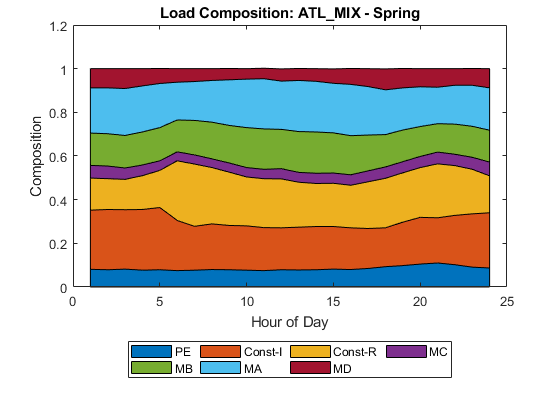 Load Composition: ATL_MIX - Spring
1.2
1
0.8
0.6
0.4
0.2
0
Composition
0 5 10 15 20 25
Hour of Day
PE Const-I Const-R MC
MB MA MD